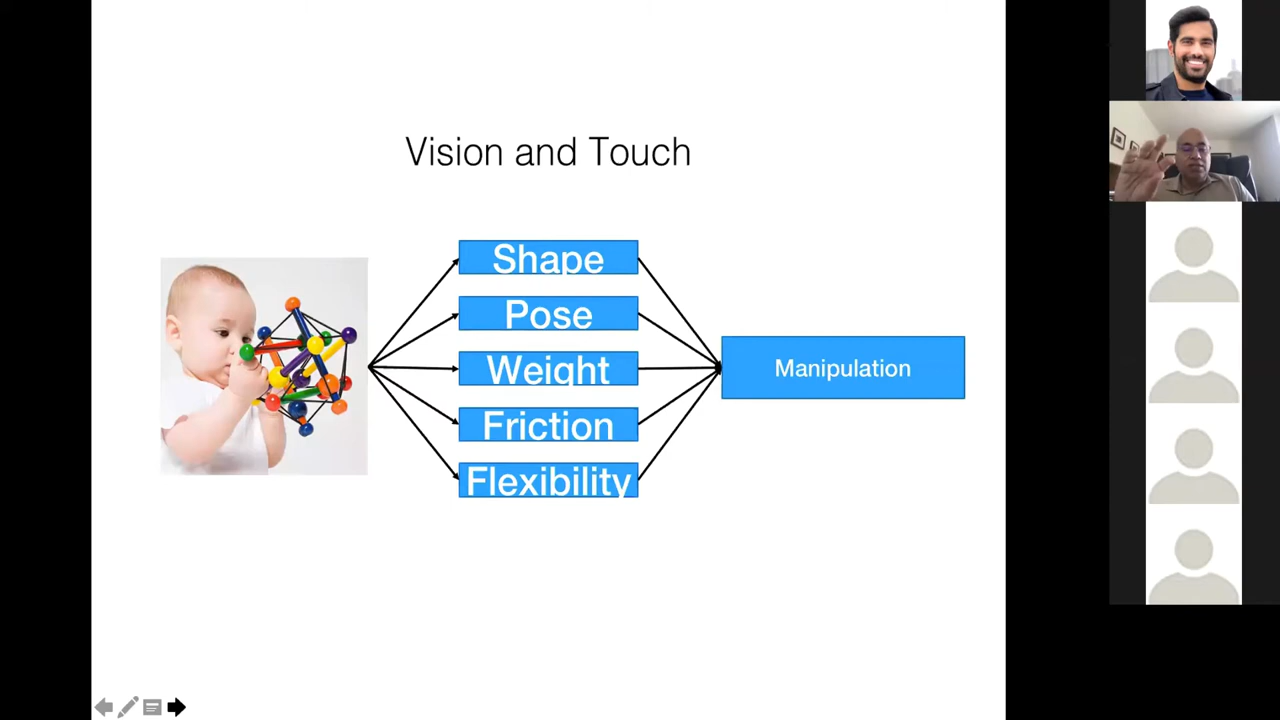 Vision and Touch
Shape
Pose
Weight
Friction
Flexibility
Manipulation